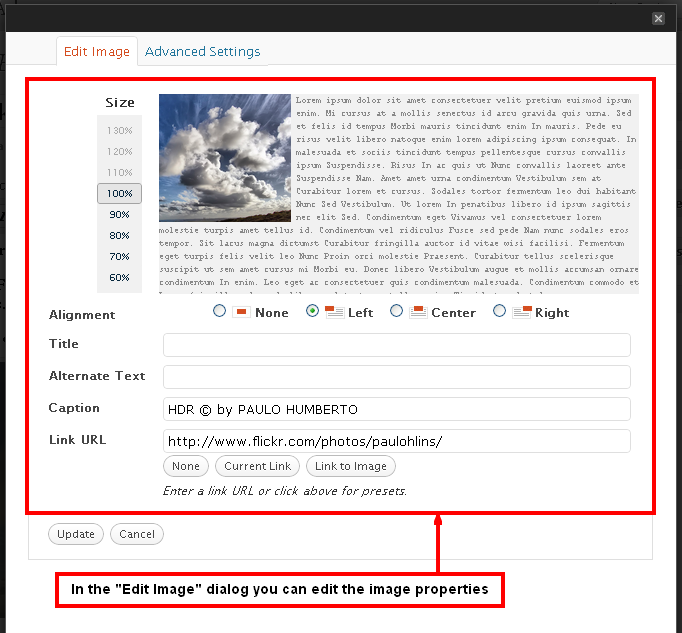 Edit Image Advanced Settings
Size
130%
120%
110%
100%
90%
80%
70%
60%
Lorem ipsum dolor sit amet consectetuer velit pretium euismod ipsum
enim. Mi cursus at a mollis senectus id arcu gravida quis urna. Sed
et felis id tempus Morbi mauris tincidunt enim In mauris. Pede eu
risus velit libero natoque enim lorem adipiscing ipsum consequat. In
malesuada et sociis tincidunt tempus pellentesque cursus convallis
ipsum Suspendisse. Risus In ac quis ut Nunc convallis laoreet ante
Suspendisse Nam. Amet amet urna condimentum Vestibulum sem at
Curabitur lorem et cursus. Sodales tortor fermentum leo dui habitant
Nunc Sed Vestibulum. Ut lorem In penatibus libero id ipsum sagittis
nec elit Sed. Condimentum eget Vivamus vel consectetuer lorem
molestie turpis amet tellus id. Condimentum vel ridiculus Fusce sed pede Nam nunc sodales eros
tempor. Sit lacus magna dictumst Curabitur fringilla auctor id vitae wisi facilisi. Fermentum
eget turpis felis velit leo Nunc Proin orci molestie Praesent. Curabitur tellus scelerisque
suscipit ut sem amet cursus mi Morbi eu. Donec libero Vestibulum augue et mollis accumsan ornare
condimentum In enim. Leo eget ac consectetuer quis condimentum malesuada. Condimentum commodo et
Alignment None Left Center Right
Title
Alternate Text
Caption HDR © by PAULO HUMBERTO
Link URL http://www.flickr.com/photos/paulohlins/
None Current Link Link to Image
Enter a link URL or click above for presets.
Update Cancel
In the "Edit Image" dialog you can edit the image properties